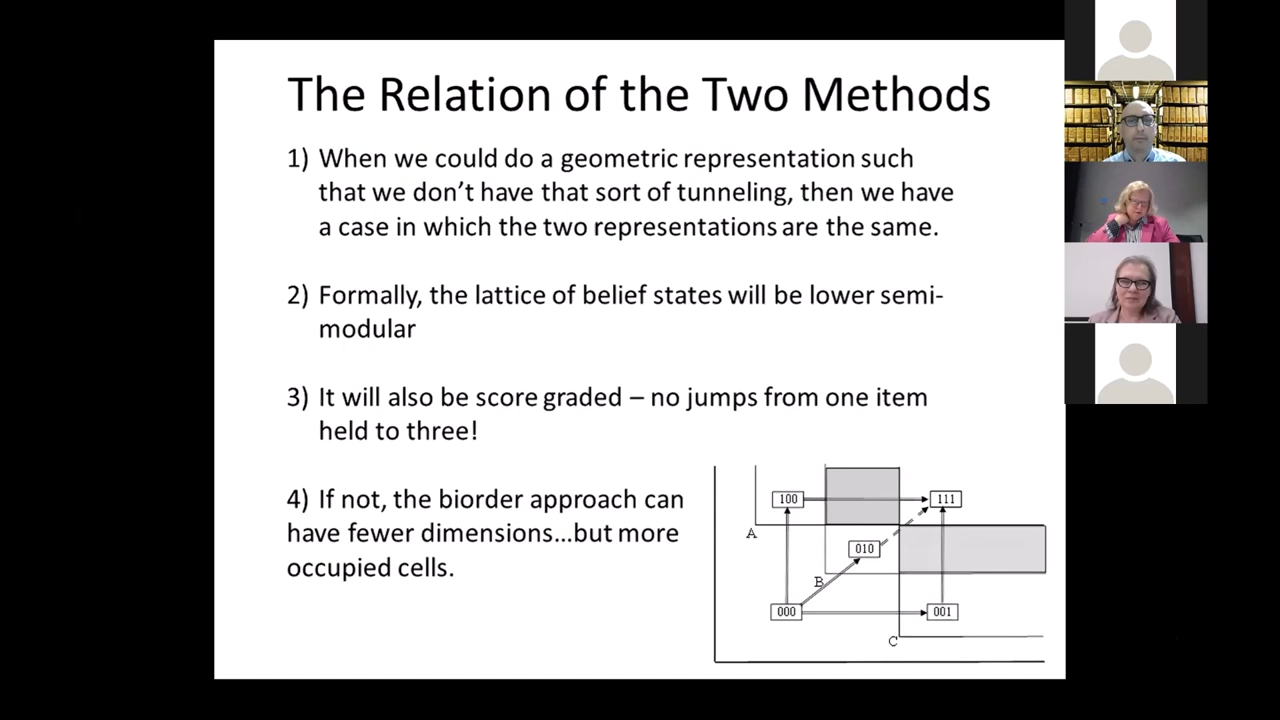 The Relation of the Two Methods
1) When we could do a geometric representation such
that we don’t have that sort of tunneling, then we have
a case in which the two representations are the same.
2) Formally, the lattice of belief states will be lower semi-
modular
3) It will also be score graded – no jumps from one item
held to three!
4) If not, the biorder approach can
have fewer dimensions…but more
occupied cells.
100
111
A
010
B
000
001
C